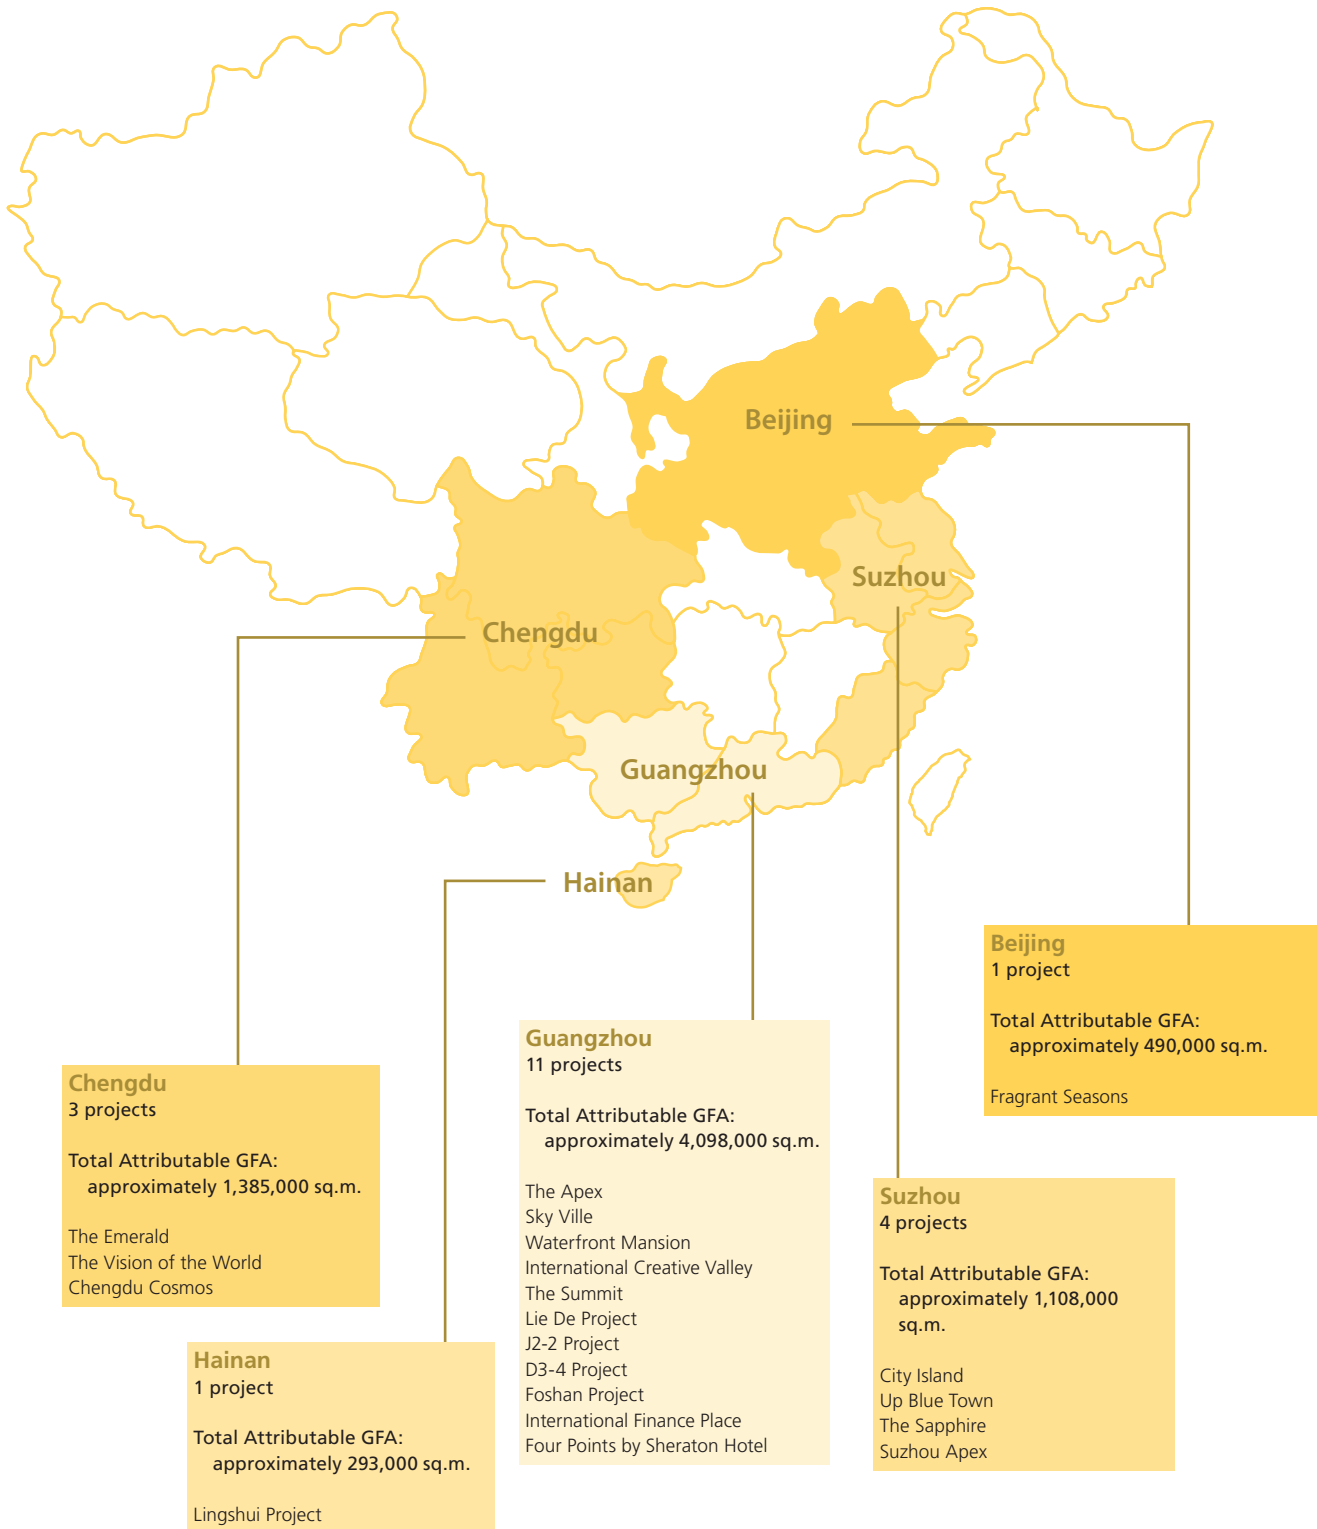 Beijing
Suzhou
Chengdu
Guangzhou
Hainan
Beijing
1 project
Total Attributable GFA:
approximately 490,000 sq.m.
Fragrant Seasons
Guangzhou
11 projects
Total Attributable GFA:
approximately 4,098,000 sq.m.
The Apex
Sky Ville
Waterfront Mansion
International Creative Valley
The Summit
Lie De Project
J2-2 Project
D3-4 Project
Foshan Project
International Finance Place
Four Points by Sheraton Hotel
Chengdu
3 projects
Total Attributable GFA:
approximately 1,385,000 sq.m.
The Emerald
The Vision of the World
Chengdu Cosmos
Suzhou
4 projects
Total Attributable GFA:
approximately 1,108,000
sq.m.
City Island
Up Blue Town
The Sapphire
Suzhou Apex
Hainan
1 project
Total Attributable GFA:
approximately 293,000 sq.m.
Lingshui Project